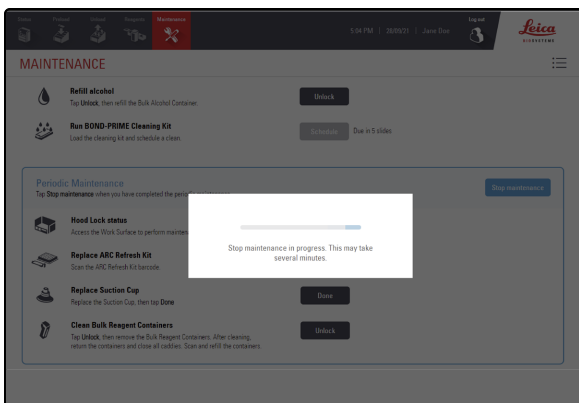 Status
Preload
Unload
Reagents
Maintenance
5:04 PM | 28/09/21 | Jane Doe
Log out
Leica
BIOSYSTEMS
MAINTENANCE
Refill alcohol
Tap Unlock, then refill the Bulk Alcohol Container.
Unlock
Run BOND-PRIME Cleaning Kit
Load the cleaning kit and schedule a clean.
Schedule
Due in 5 slides
Periodic Maintenance
Tap Stop maintenance when you have completed the
Stop maintenance
Hood Lock status
Access the Work Surface to perform mainten
Stop maintenance in progress. This may take
several minutes.
Replace ARC Refresh Kit
Scan the ARC Refresh Kit barcode
Replace Suction Cup
Replace the Suction Cup, then tap Done
Done
Clean Bulk Reagent Containers
Tap Unlock, then remove the Bulk Reagent Containers. After cleaning,
return the containers and close all caddies. Scan and refill the containers.
Unlock